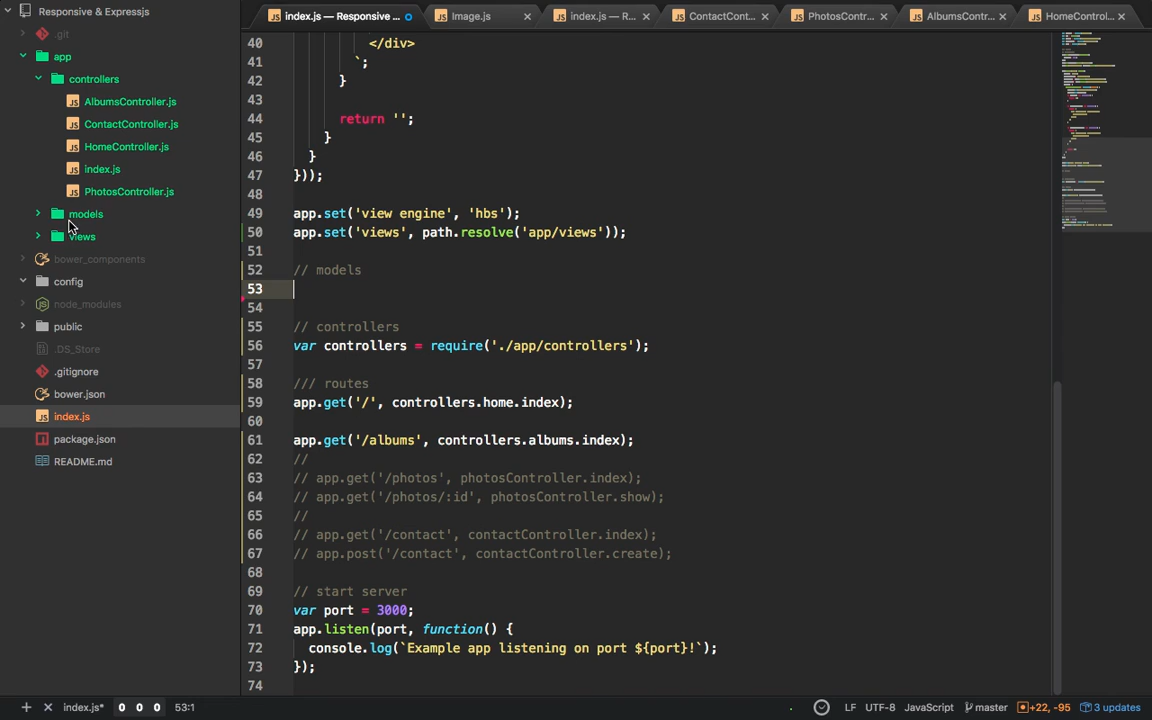 Responsive & Expressjs
.git
app
controllers
AlbumsController.js
ContactController.js
HomeController.js
index.js
PhotosController.js
models
views
bower_components
config
node_modules
public
.DS_Store
.gitignore
bower.json
index.js
package.json
README.md
index.js — Responsive ...
Image.js
index.js — R...
ContactCont...
PhotosContr...
AlbumsContr...
HomeControl...
40 </div>
41 `;
42 }
43
44 return '';
45 }
46 }
47 }));
48
49 app.set('view engine', 'hbs');
50 app.set('views', path.resolve('app/views'));
51
52 // models
53
54
55 // controllers
56 var controllers = require('./app/controllers');
57
58 /// routes
59 app.get('/', controllers.home.index);
60
61 app.get('/albums', controllers.albums.index);
62 //
63 // app.get('/photos', photosController.index);
64 // app.get('/photos/:id', photosController.show);
65 //
66 // app.get('/contact', contactController.index);
67 // app.post('/contact', contactController.create);
68
69 // start server
70 var port = 3000;
71 app.listen(port, function() {
72 console.log(`Example app listening on port ${port}!`);
73 });
74
index.js* 0 0 0 53:1 LF UTF-8 JavaScript master +22, -95 3 updates